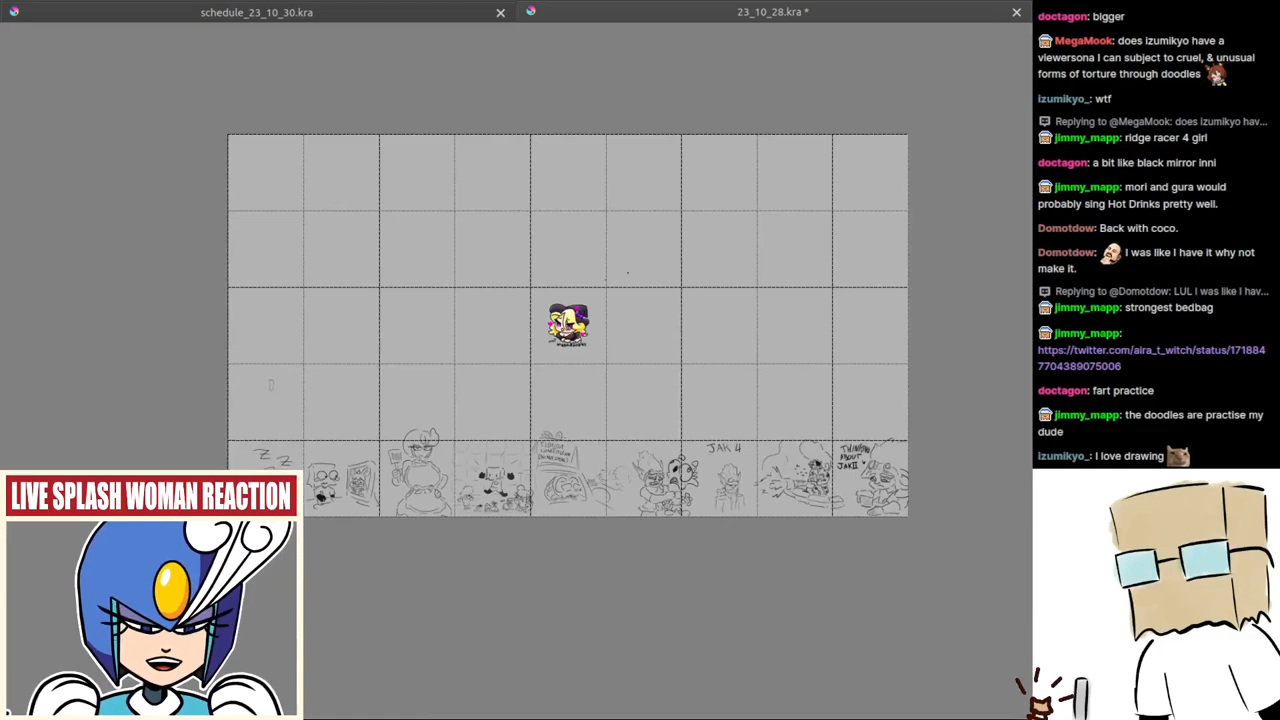 schedule_23_10_30.kra
23_10_28.kra *
doctagon: bigger
MegaMook: does izumikyo have a
viewersona I can subject to cruel, & unusual
forms of torture through doodles
izumikyo_: wtf
Replying to @MegaMook: does izumikyo hav...
jimmy_mapp: ridge racer 4 girl
doctagon: a bit like black mirror inni
jimmy_mapp: mori and gura would
probably sing Hot Drinks pretty well.
Domotdow: Back with coco.
Domotdow: I was like I have it why not
make it.
Replying to @Domotdow: LUL I was like I hav...
jimmy_mapp: strongest bedbag
jimmy_mapp:
https://twitter.com/aira_t_witch/status/171884
7704389075006
doctagon: fart practice
jimmy_mapp: the doodles are practise my
dude
izumikyo_: I love drawing
Z Z
Z
JAK 4
THINKING
ABOUT
JAK II
LIVE SPLASH WOMAN REACTION